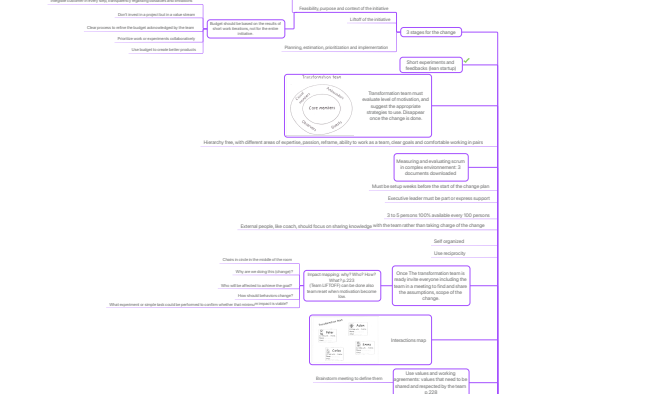 Feasibility, purpose and context of the initiative
Don't invest in a project but in a value stream
Clear process to refine the budget acknowledged by the team
Prioritize work or experiments collaboratively
Use budget to create better products
Budget should be based on the results of
short work iterations, not for the entire
initiative
Liftoff of the initiative
Planning, estimation, prioritization and implementation
3 stages for the change
Short experiments and
feedbacks (lean startup)
Transformation team
Core members
Transformation team must
evaluate level of motivation, and
suggest the appropriate
strategies to use. Disappear
once the change is done.
Hierarchy free, with different areas of expertise, passion, reframe, ability to work as a team, clear goals and comfortable working in pairs
Measuring and evaluating scrum
in complex environnement: 3
documents downloaded
Must be setup weeks before the start of the change plan
Executive leader must be part or express support
3 to 5 persons 100% available every 100 persons
External people, like coach, should focus on sharing knowledge with the team rather than taking charge of the change
Self organized
Use reciprocity
Chairs in circle in the middle of the room
Why are we doing this (change)?
Who will be affected to achieve the goal?
How should behaviors change?
What experiment or simple tests could be performed to confirm whether that assumption impact is viable?
Impact mapping: why? Who? How?
What? p.223
(Team LIFTOFF) can be done also
team exist when motivation become
low
Once The transformation team is
ready invite everyone including the
team in a meeting to find and share
the assumptions, scope of the
change.
Interactions map
Brainstorm meeting to define them
Use values and working
agreements: values that need to be
shared and respected by the team
p.228